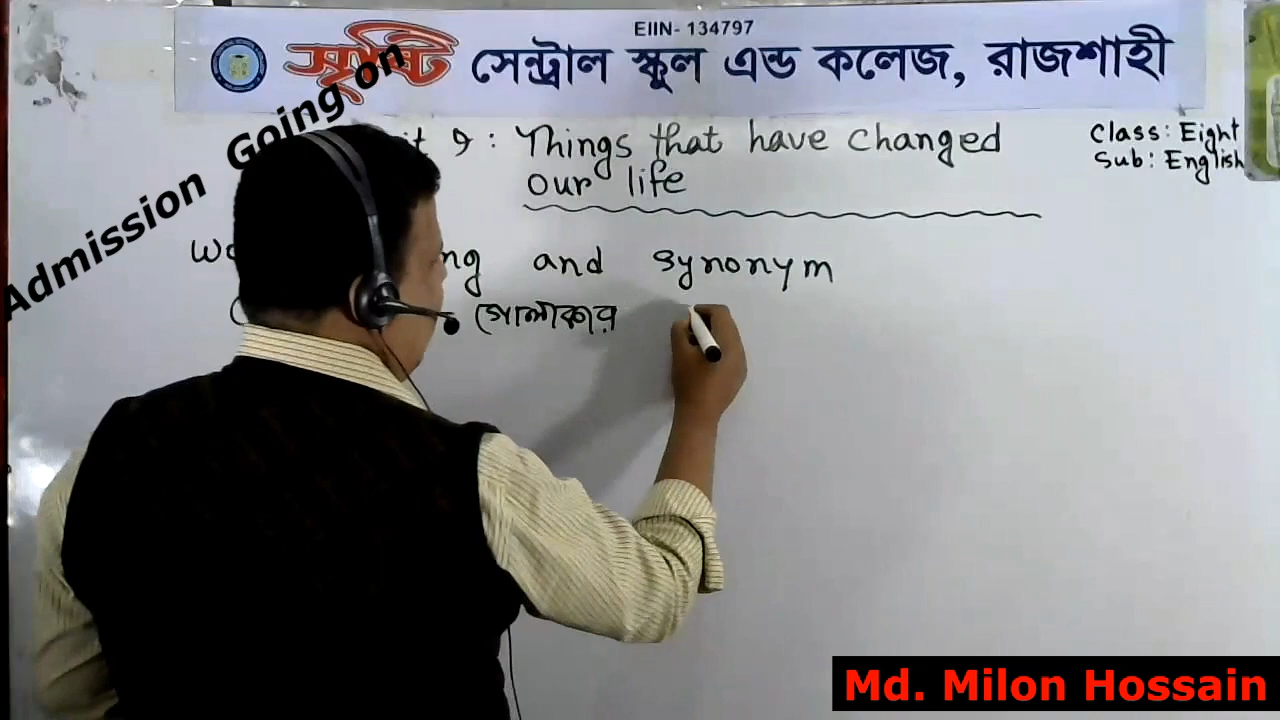 EIIN- 134797
সৃষ্টি সেন্ট্রাল স্কুল এন্ড কলেজ, রাজশাহী
Admission Going on
9 : Things that have changed
our life
Class: Eight
Sub: English
and synonym
গোলাকার
Md. Milon Hossain